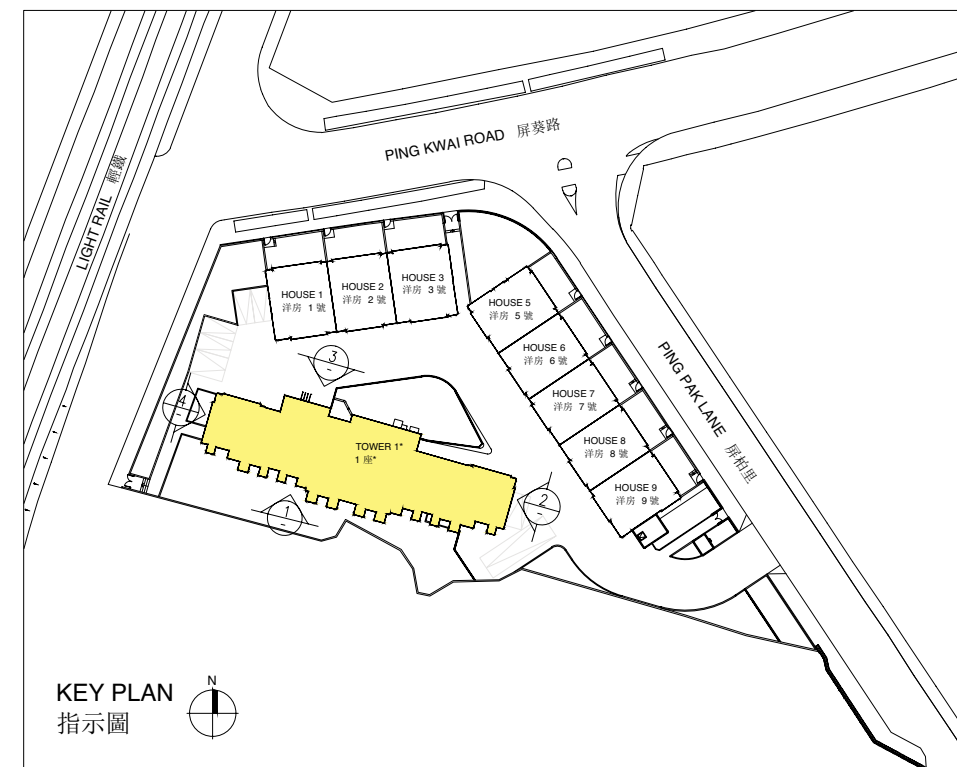 PING KWAI ROAD 屏葵路
LIGHT RAIL 輕鐵
HOUSE 1
洋房 1 號
HOUSE 2
洋房 2 號
HOUSE 3
洋房 3 號
HOUSE 5
洋房 5 號
HOUSE 6
洋房 6 號
HOUSE 7
洋房 7 號
HOUSE 8
洋房 8 號
HOUSE 9
洋房 9 號
PING PAK LANE 屏柏里
3
-
4
-
TOWER 1*
1 座*
2
-
1
-
KEY PLAN
指示圖
N